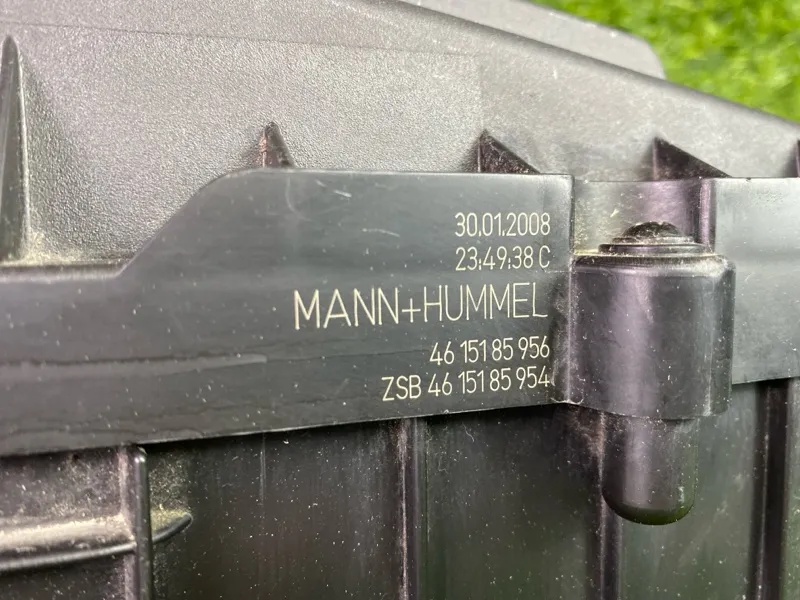 30.01.2008
23:49:38 C
MANN+HUMMEL
46 151 85 956
ZSB 46 151 85 954